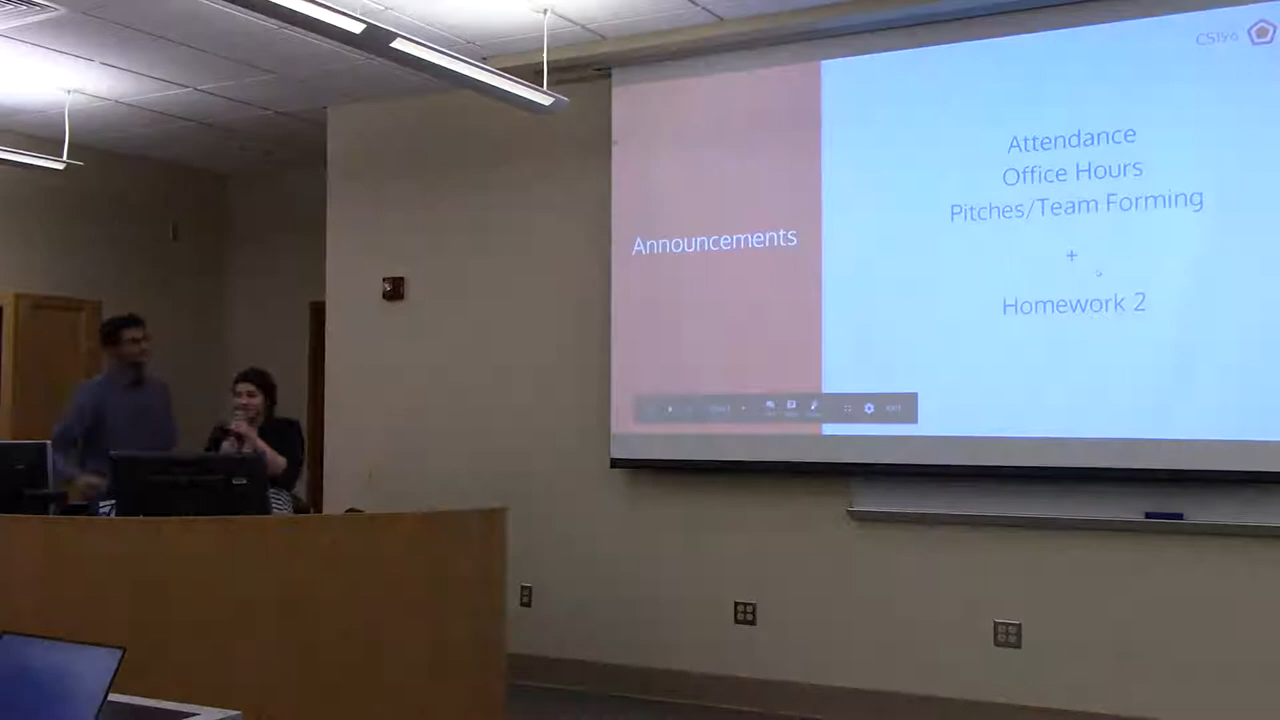 CS196
Attendance
Office Hours
Pitches/Team Forming
Announcements
+
Homework 2